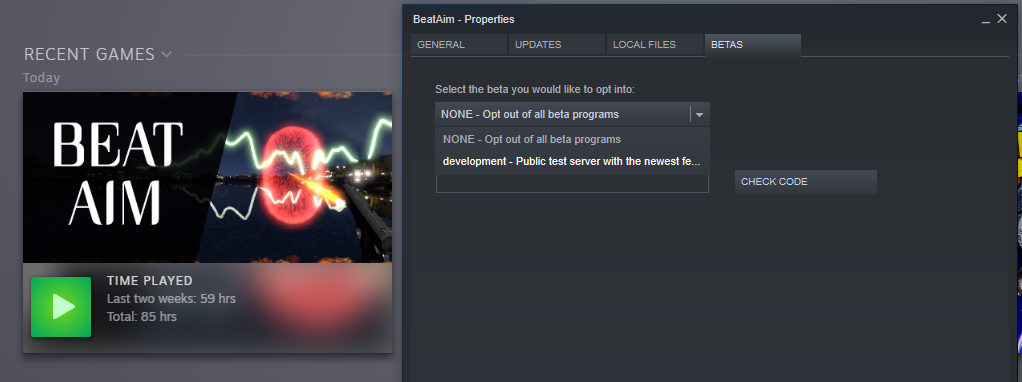 RECENT GAMES
Today
BEAT
AIM
TIME PLAYED
Last two weeks: 59 hrs
Total: 85 hrs
BeatAim - Properties
GENERAL
UPDATES
LOCAL FILES
BETAS
Select the beta you would like to opt into:
NONE - Opt out of all beta programs
NONE - Opt out of all beta programs
development - Public test server with the newest fe...
CHECK CODE